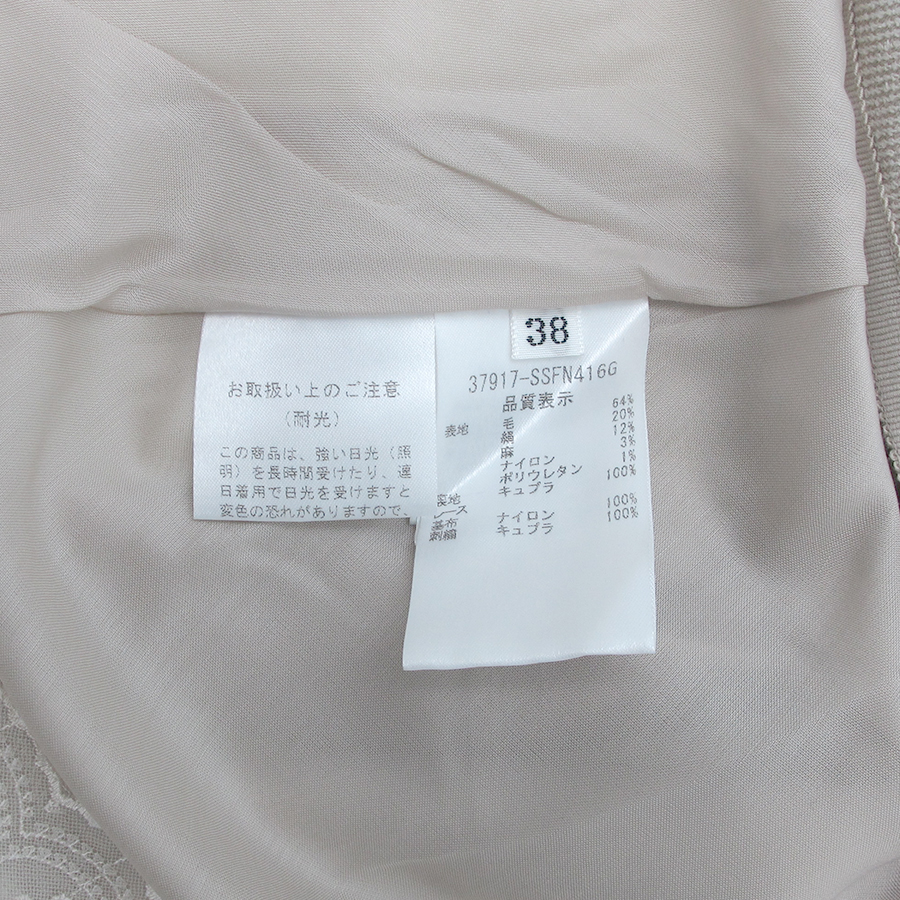 お取扱い上のご注意
(耐光)
この商品は、強い日光(照
明)を長時間受けたり、連
日着用で日光を受けますと
変色の恐れがありますので、
38
37917-SSFN416G
品質表示
表地 毛 64%
絹 20%
麻 12%
ナイロン 3%
ポリウレタン 1%
キュプラ 100%
レース
基布 ナイロン 100%
刺繍 キュプラ 100%